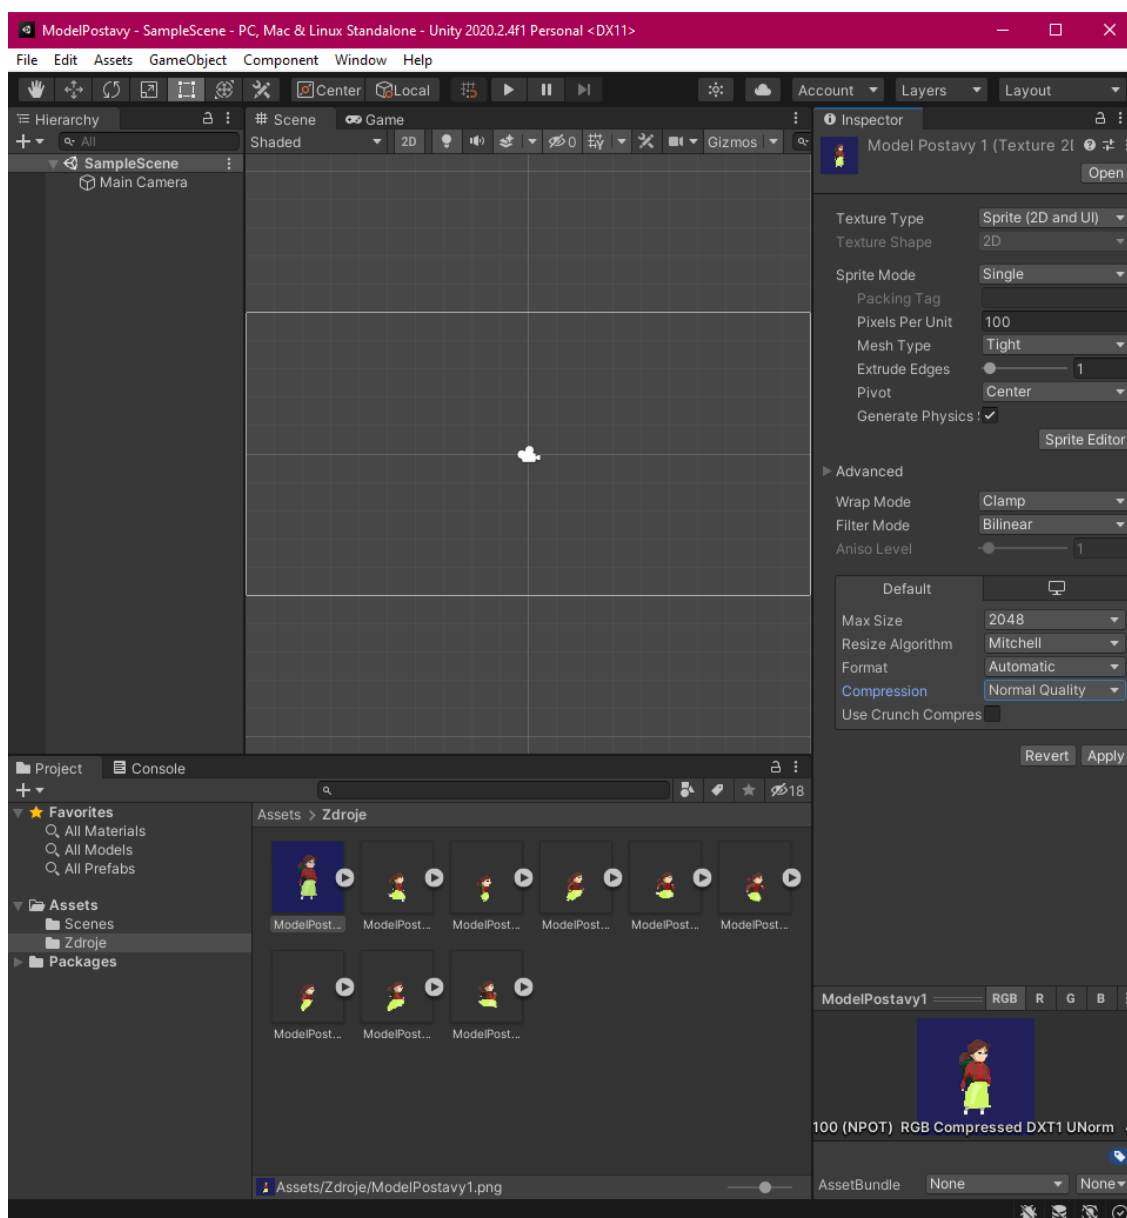 ModelPostavy - SampleScene - PC, Mac & Linux Standalone - Unity 2020.2.4f1 Personal <DX11>
File Edit Assets GameObject Component Window Help
Center Local Account Layers Layout
Hierarchy
All
SampleScene
Main Camera
Scene Game
Shaded 2D 0 Gizmos
Inspector
Model Postavy 1 (Texture 2
Open
Texture Type Sprite (2D and UI)
Texture Shape 2D
Sprite Mode Single
Packing Tag
Pixels Per Unit 100
Mesh Type Tight
Extrude Edges 1
Pivot Center
Generate Physics
Sprite Editor
Advanced
Wrap Mode Clamp
Filter Mode Bilinear
Aniso Level 1
Default
Max Size 2048
Resize Algorithm Mitchell
Format Automatic
Compression Normal Quality
Use Crunch Compres
Revert Apply
Project Console
18
Favorites
All Materials
All Models
All Prefabs
Assets
Scenes
Zdroje
Packages
Assets > Zdroje
ModelPost... ModelPost... ModelPost... ModelPost... ModelPost... ModelPost...
ModelPost... ModelPost... ModelPost...
Assets/Zdroje/ModelPostavy1.png
ModelPostavy1 RGB R G B
100 (NPOT) RGB Compressed DXT1 UNorm
AssetBundle None None